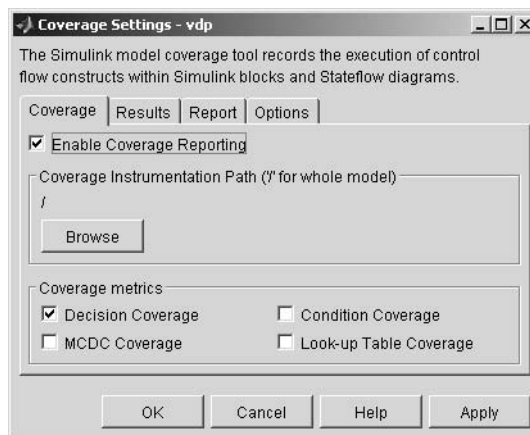 Coverage Settings - vdp
The Simulink model coverage tool records the execution of control
flow constructs within Simulink blocks and Stateflow diagrams.
Coverage Results Report Options
Enable Coverage Reporting
Coverage Instrumentation Path ('/' for whole model)
/
Browse
Coverage metrics
Decision Coverage Condition Coverage
MCDC Coverage Look-up Table Coverage
OK Cancel Help Apply